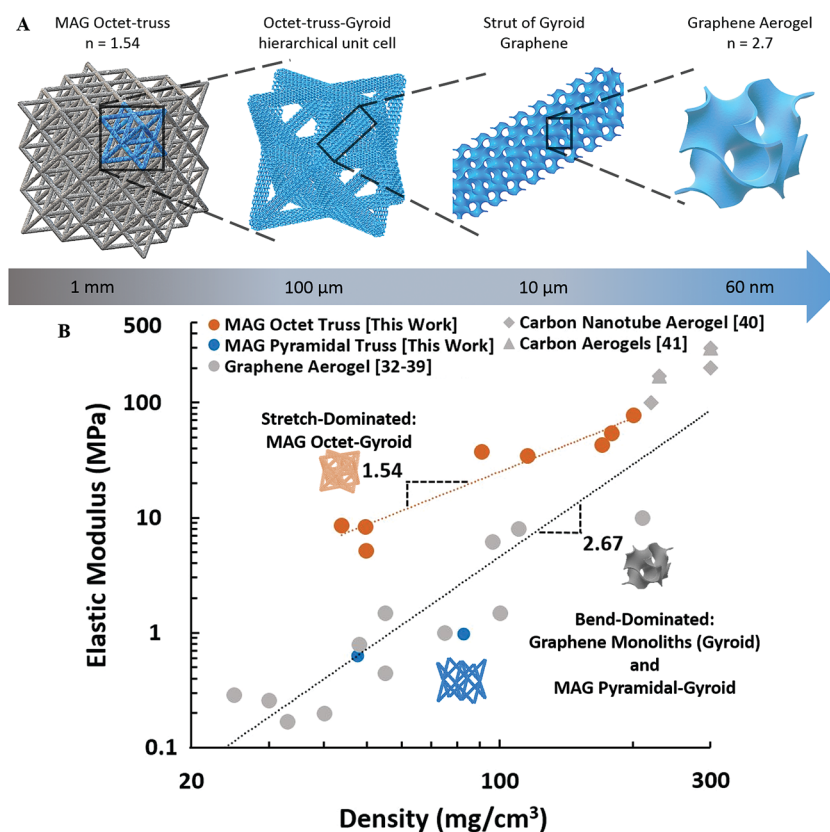 A
MAG Octet-truss
n = 1.54
Octet-truss-Gyroid
hierarchical unit cell
Strut of Gyroid
Graphene
Graphene Aerogel
n = 2.7
1 mm
100 µm
10 µm
60 nm
B
MAG Octet Truss [This Work]
MAG Pyramidal Truss [This Work]
Graphene Aerogel [32-39]
Carbon Nanotube Aerogel [40]
Carbon Aerogels [41]
Stretch-Dominated:
MAG Octet-Gyroid
1.54
2.67
Bend-Dominated:
Graphene Monoliths (Gyroid)
and
MAG Pyramidal-Gyroid
Elastic Modulus (MPa)
500
100
10
1
0.1
20
100
300
Density (mg/cm³)